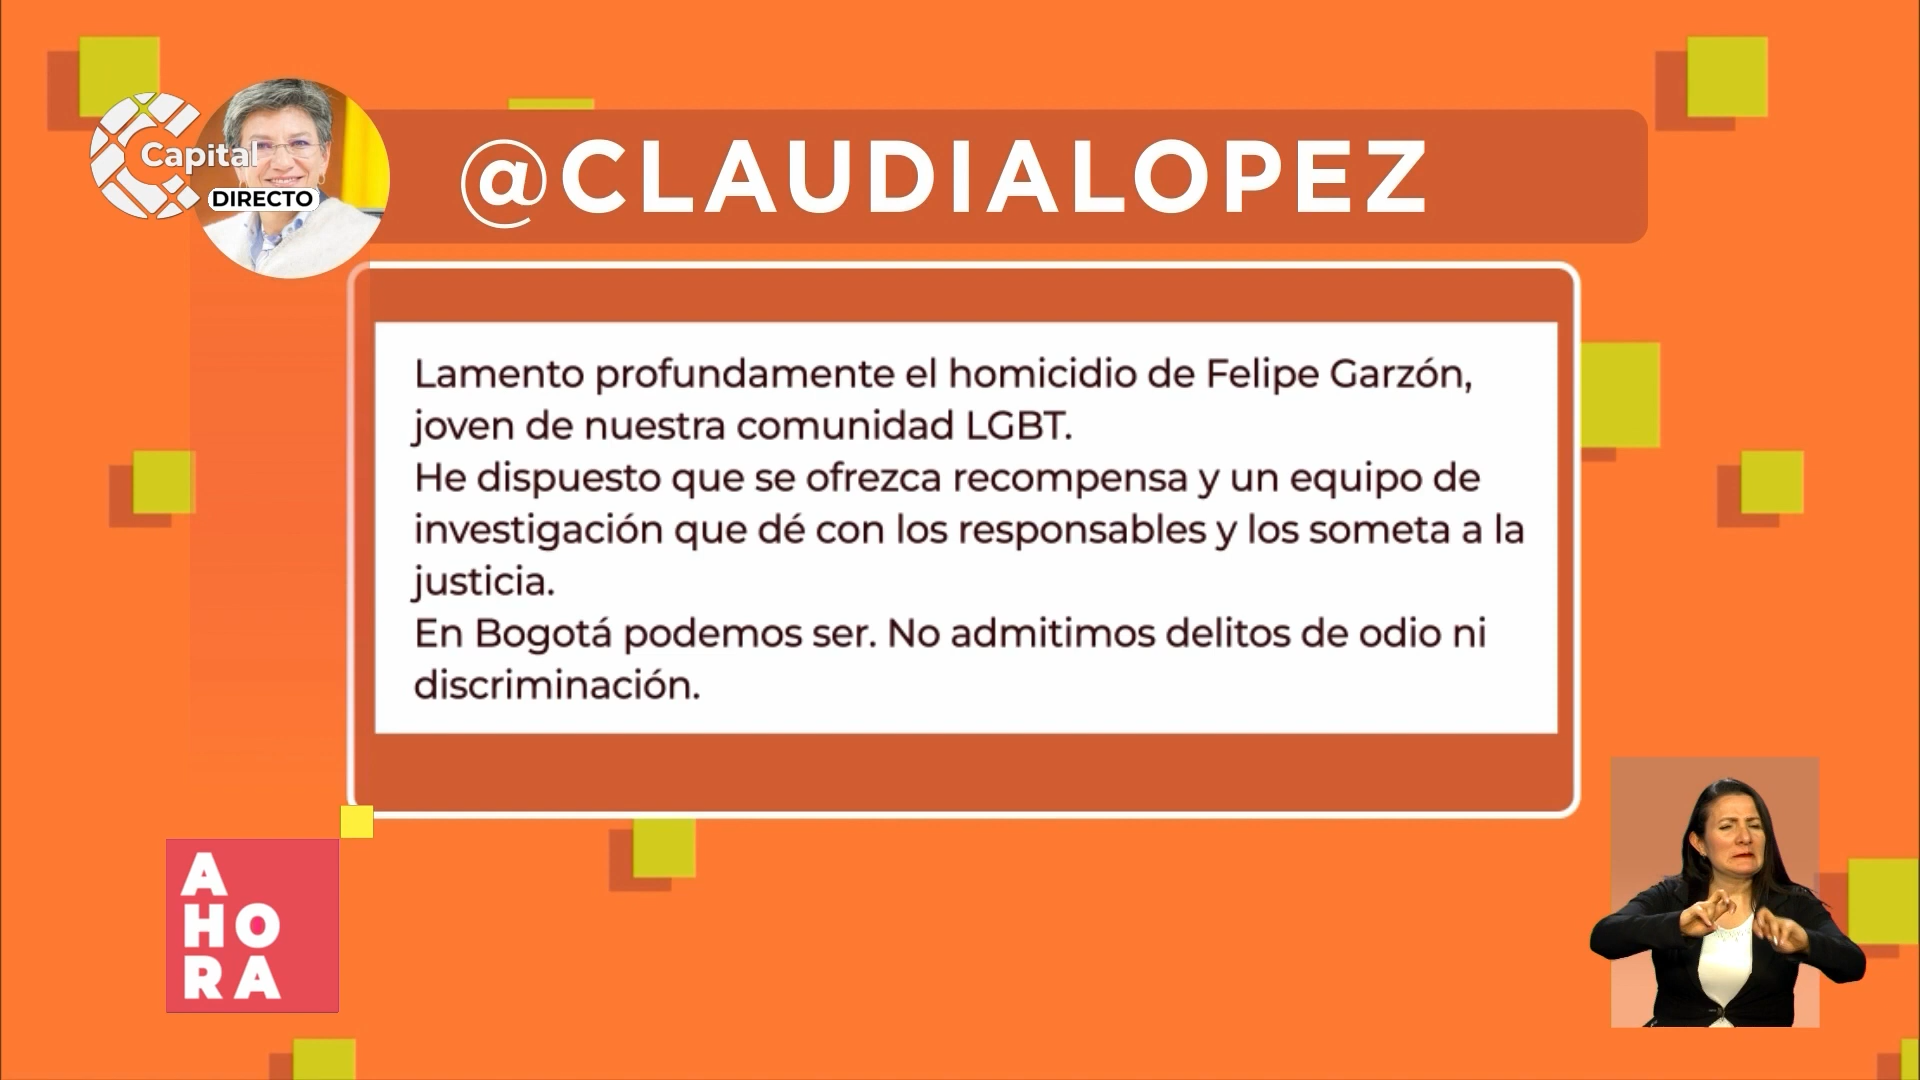 Capital
DIRECTO
@CLAUDIALOPEZ
Lamento profundamente el homicidio de Felipe Garzón,
joven de nuestra comunidad LGBT.
He dispuesto que se ofrezca recompensa y un equipo de
investigación que dé con los responsables y los someta a la
justicia.
En Bogotá podemos ser. No admitimos delitos de odio ni
discriminación.
A
HO
RA